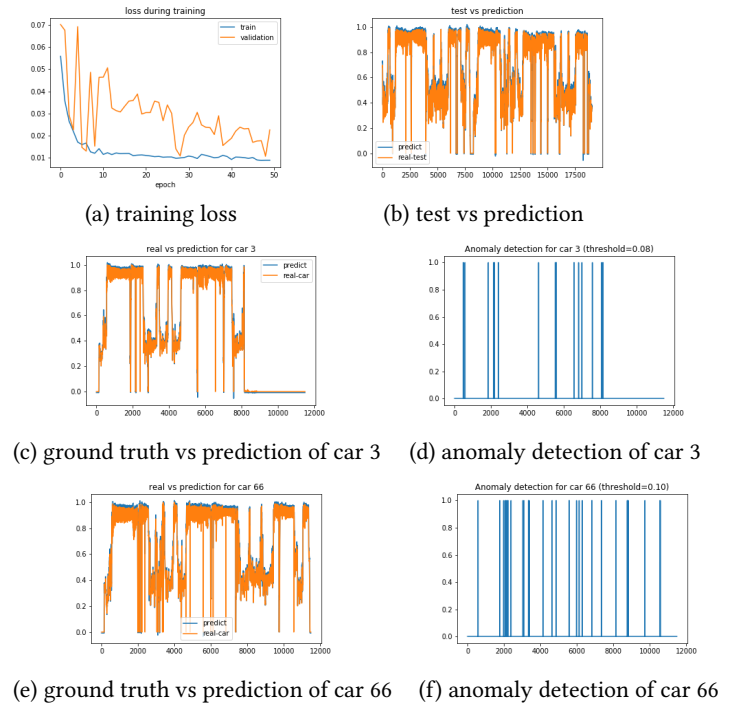 loss during training
train
validation
0.07
0.06
0.05
0.04
0.03
0.02
0.01
0 10 20 30 40 50
epoch
(a) training loss
test vs prediction
1.0
0.8
0.6
0.4
0.2
0.0
predict
real-test
0 2500 5000 7500 10000 12500 15000 17500
(b) test vs prediction
real vs prediction for car 3
predict
real-car
1.0
0.8
0.6
0.4
0.2
0.0
0 2000 4000 6000 8000 10000 12000
(c) ground truth vs prediction of car 3
Anomaly detection for car 3 (threshold=0.08)
1.0
0.8
0.6
0.4
0.2
0.0
0 2000 4000 6000 8000 10000 12000
(d) anomaly detection of car 3
real vs prediction for car 66
1.0
0.8
0.6
0.4
0.2
0.0
predict
real-car
0 2000 4000 6000 8000 10000 12000
(e) ground truth vs prediction of car 66
Anomaly detection for car 66 (threshold=0.10)
1.0
0.8
0.6
0.4
0.2
0.0
0 2000 4000 6000 8000 10000 12000
(f) anomaly detection of car 66